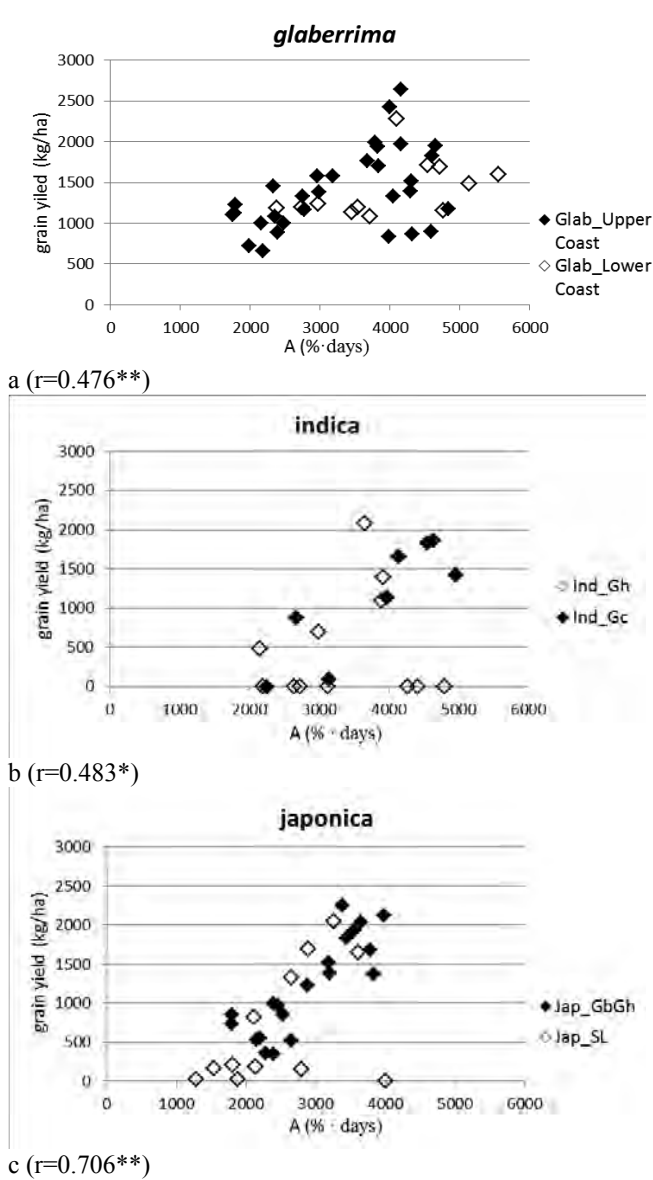 glaberrima
3000
2500
2000
1500
1000
500
0
grain yiled (kg/ha)
0 1000 2000 3000 4000 5000 6000
A (%·days)
Glab_Upper
Coast
Glab_Lower
Coast
a (r=0.476**)
indica
3000
2500
2000
1500
1000
500
0
grain yield (kg/ha)
0 1000 2000 3000 4000 5000 6000
A (% · days)
Ind_Gh
Ind_Gc
b (r=0.483*)
japonica
3000
2500
2000
1500
1000
500
0
grain yield (kg/ha)
0 1000 2000 3000 4000 5000 6000
A (% · days)
Jap_GbGh
Jap_SL
c (r=0.706**)